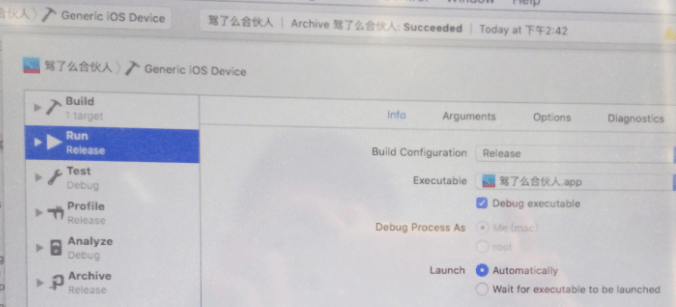 合伙人 〉 Generic iOS Device
驾了么合伙人 | Archive 驾了么合伙人: Succeeded | Today at 下午2:42
驾了么合伙人 〉 Generic iOS Device
Build
1 target
Run
Release
Test
Debug
Profile
Release
Analyze
Debug
Archive
Release
Info Arguments Options Diagnostics
Build Configuration Release
Executable 驾了么合伙人.app
Debug executable
Debug Process As Me (mac)
root
Launch Automatically
Wait for executable to be launched